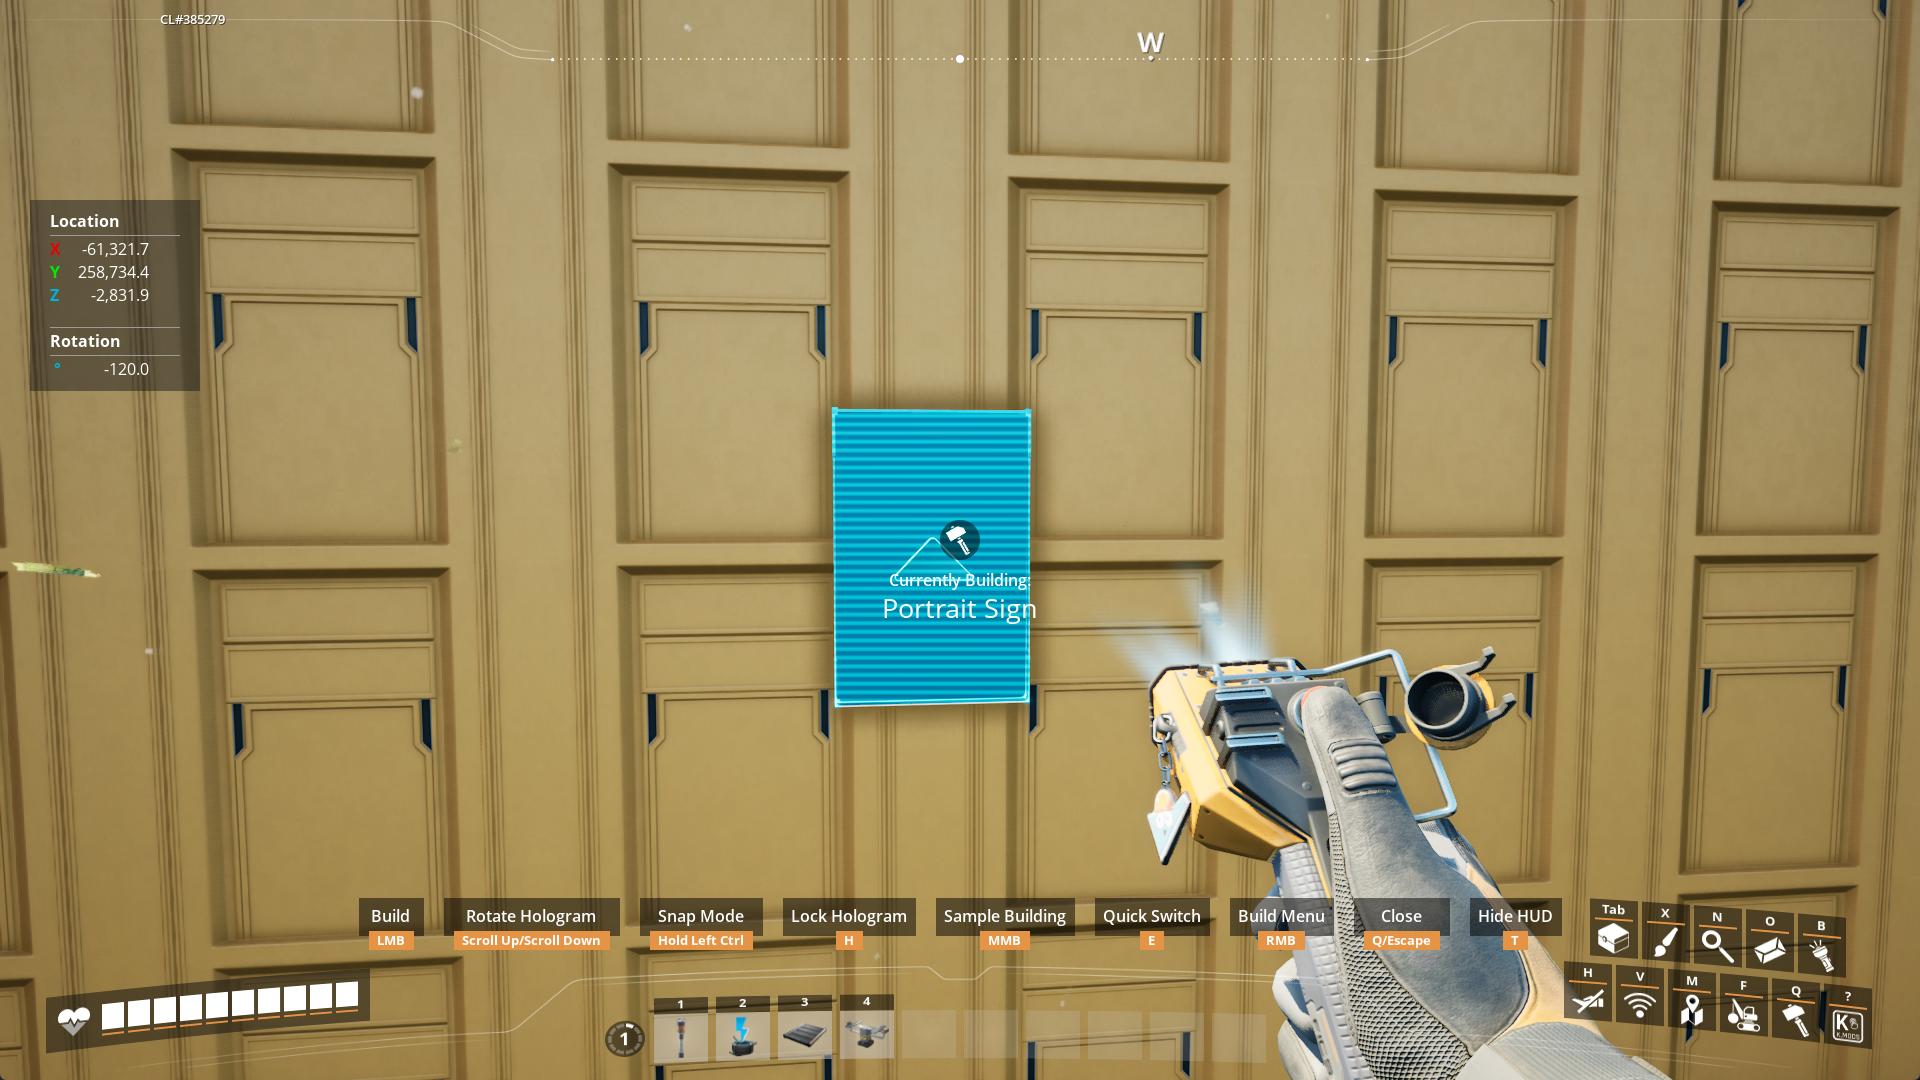 CL#385279
W
Location
X -61,321.7
Y 258,734.4
Z -2,831.9
Rotation
° -120.0
Currently Building:
Portrait Sign
Build
LMB
Rotate Hologram
Scroll Up/Scroll Down
Snap Mode
Hold Left Ctrl
Lock Hologram
H
Sample Building
MMB
Quick Switch
E
Build Menu
RMB
Close
Q/Escape
Hide HUD
T
Tab X N O B
H V M F Q ?
K
K.MODS
1
1 2 3 4